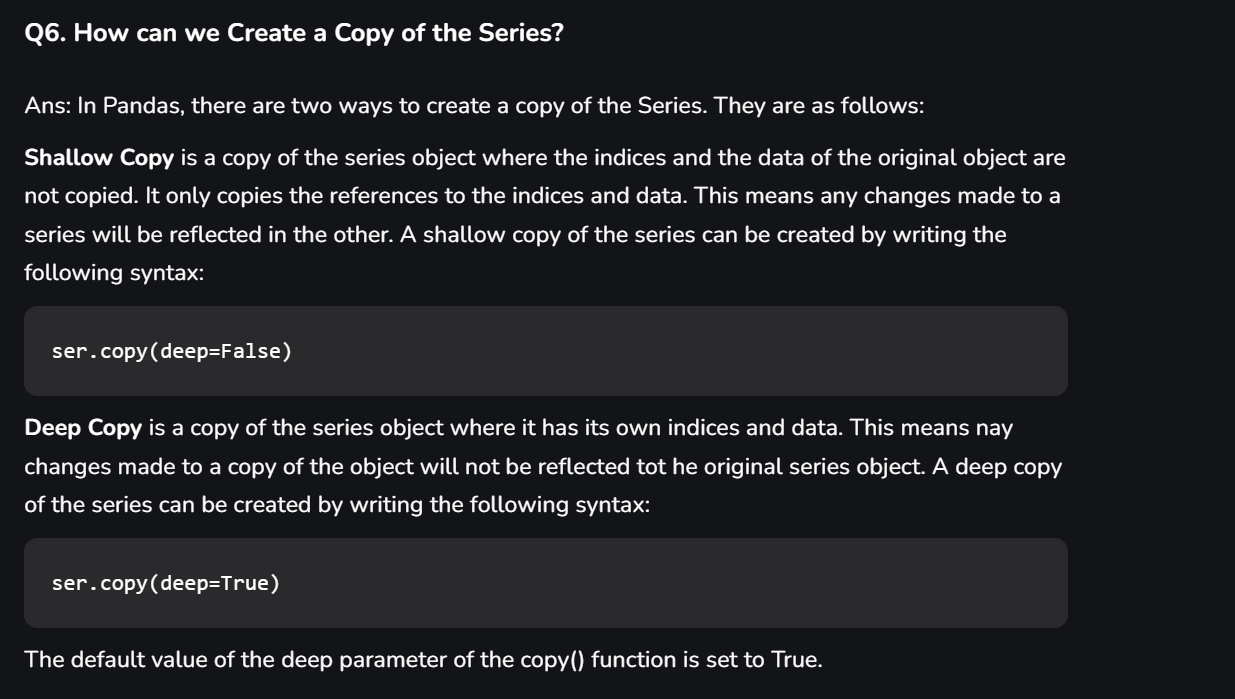 Q6. How can we Create a Copy of the Series?
Ans: In Pandas, there are two ways to create a copy of the Series. They are as follows:
Shallow Copy is a copy of the series object where the indices and the data of the original object are
not copied. It only copies the references to the indices and data. This means any changes made to a
series will be reflected in the other. A shallow copy of the series can be created by writing the
following syntax:
ser.copy(deep=False)
Deep Copy is a copy of the series object where it has its own indices and data. This means nay
changes made to a copy of the object will not be reflected tot he original series object. A deep copy
of the series can be created by writing the following syntax:
ser.copy(deep=True)
The default value of the deep parameter of the copy() function is set to True.